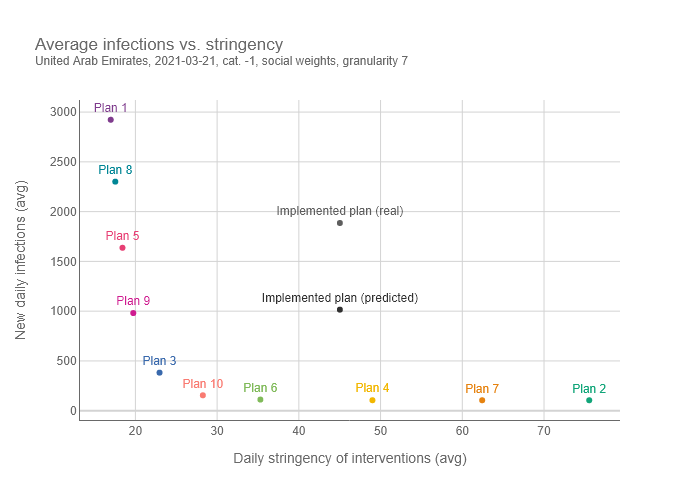 Average infections vs. stringency
United Arab Emirates, 2021-03-21, cat. -1, social weights, granularity 7
New daily infections (avg)
3000
2500
2000
1500
1000
500
0
Plan 1
Plan 8
Plan 5
Implemented plan (real)
Plan 9
Implemented plan (predicted)
Plan 3
Plan 10
Plan 6
Plan 4
Plan 7
Plan 2
20 30 40 50 60 70
Daily stringency of interventions (avg)